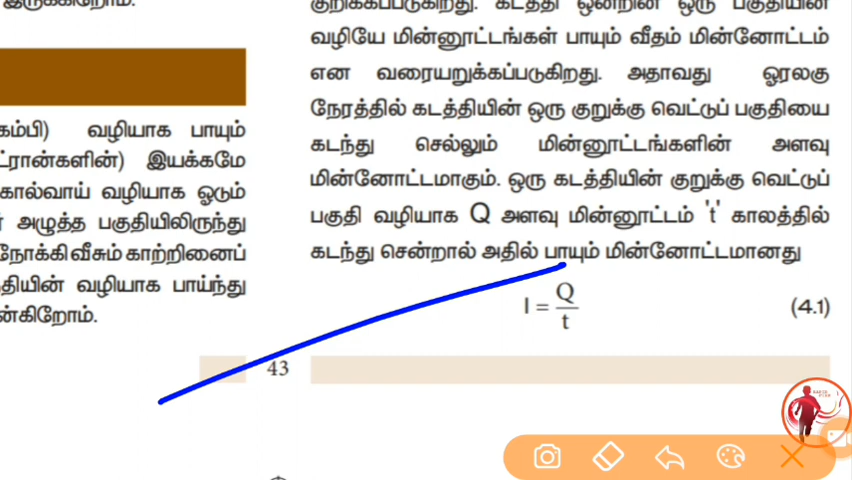 இருக்கிறோம்.
கம்பி) வழியாக பாயும்
ட்ரான்களின்) இயக்கமே
கால்வாய் வழியாக ஓடும்
அழுத்த பகுதியிலிருந்து
நோக்கி வீசும் காற்றினைப்
தியின் வழியாக பாய்ந்து
ன்கிறோம்.
குறிக்கப்படுகிறது. கடத்தி ஒன்றின் ஒரு பகுதியின்
வழியே மின்னூட்டங்கள் பாயும் வீதம் மின்னோட்டம்
என வரையறுக்கப்படுகிறது. அதாவது ஓரலகு
நேரத்தில் கடத்தியின் ஒரு குறுக்கு வெட்டுப் பகுதியை
கடந்து செல்லும் மின்னூட்டங்களின் அளவு
மின்னோட்டமாகும். ஒரு கடத்தியின் குறுக்கு வெட்டுப்
பகுதி வழியாக Q அளவு மின்னூட்டம் 't' காலத்தில்
கடந்து சென்றால் அதில் பாயும் மின்னோட்டமானது
I = Q/t (4.1)
43